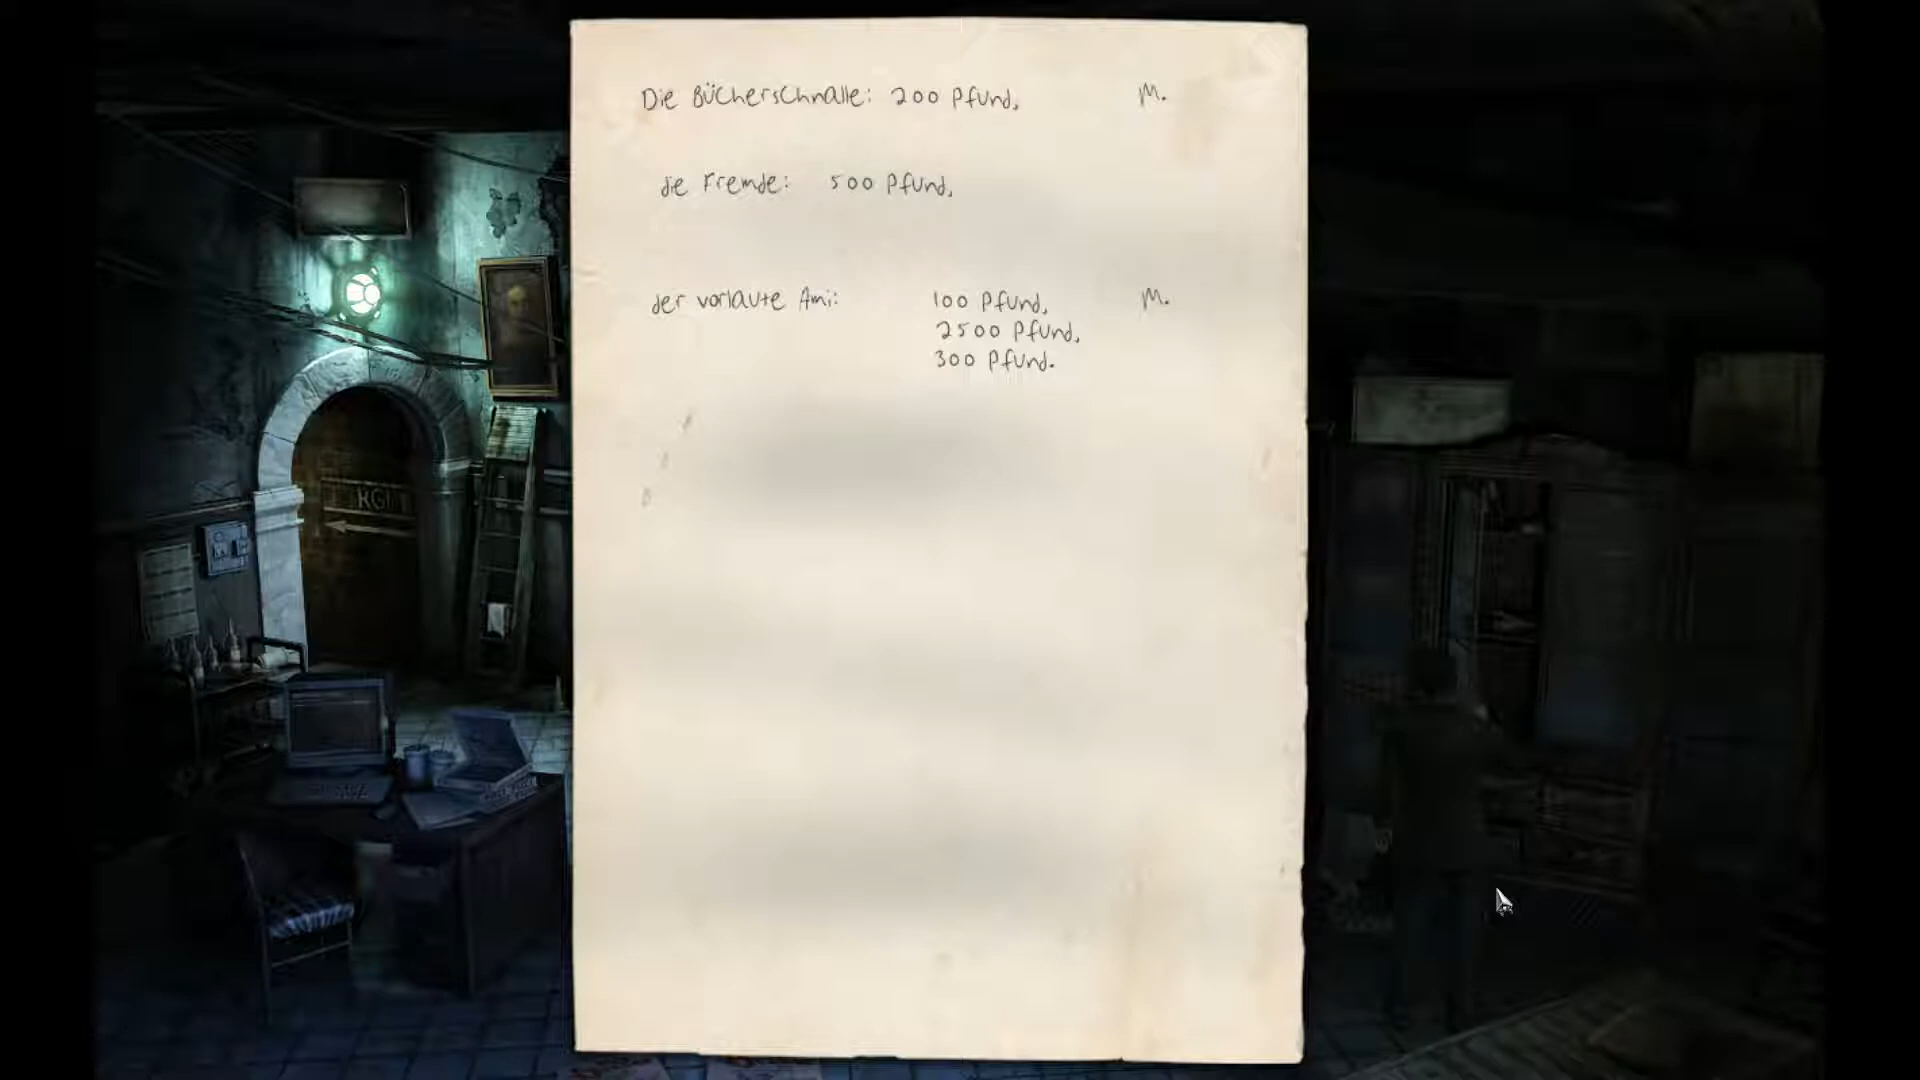 Die Bücherschnalle: 200 Pfund, M.
die Fremde: 500 Pfund,
der vorlaute Ami: 100 Pfund, M.
2500 Pfund,
300 Pfund.